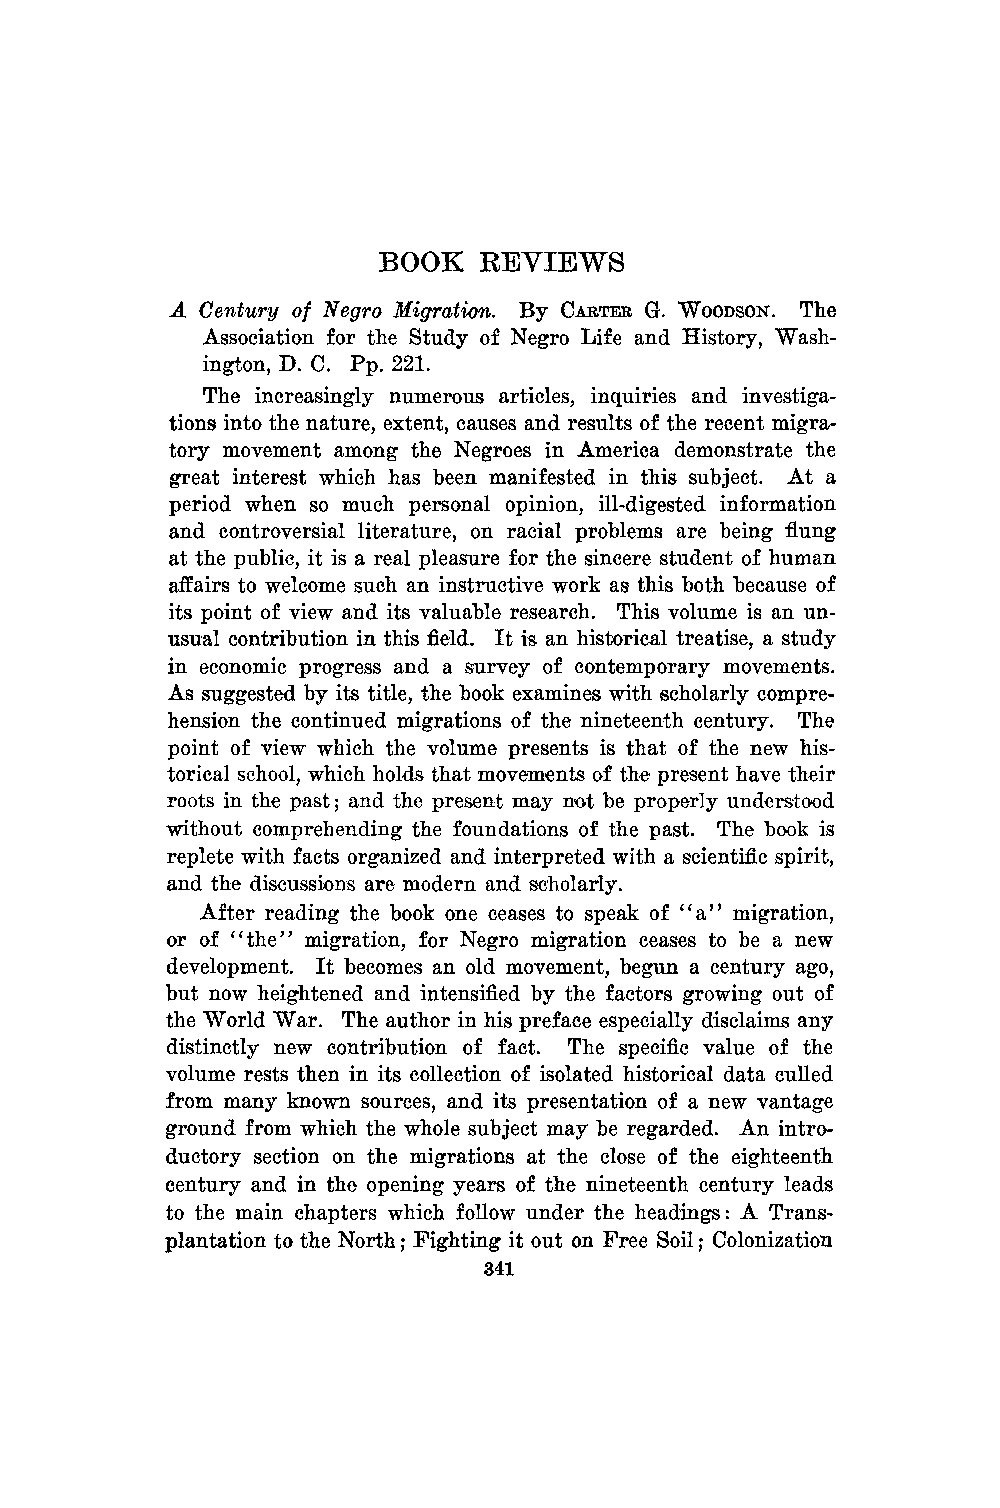 BOOK REVIEWS
A Century of Negro Migration. By CARTER G. WOODSON. The
Association for the Study of Negro Life and History, Wash-
ington, D. C. Pp. 221.
The increasingly numerous articles, inquiries and investiga-
tions into the nature, extent, causes and results of the recent migra-
tory movement among the Negroes in America demonstrate the
great interest which has been manifested in this subject. At a
period when so much personal opinion, ill-digested information
and controversial literature, on racial problems are being flung
at the public, it is a real pleasure for the sincere student of human
affairs to welcome such an instructive work as this both because of
its point of view and its valuable research. This volume is an un-
usual contribution in this field. It is an historical treatise, a study
in economic progress and a survey of contemporary movements.
As suggested by its title, the book examines with scholarly compre-
hension the continued migrations of the nineteenth century. The
point of view which the volume presents is that of the new his-
torical school, which holds that movements of the present have their
roots in the past; and the present may not be properly understood
without comprehending the foundations of the past. The book is
replete with facts organized and interpreted with a scientific spirit,
and the discussions are modern and scholarly.
After reading the book one ceases to speak of "a" migration,
or of "the" migration, for Negro migration ceases to be a new
development. It becomes an old movement, begun a century ago,
but now heightened and intensified by the factors growing out of
the World War. The author in his preface especially disclaims any
distinctly new contribution of fact. The specific value of the
volume rests then in its collection of isolated historical data culled
from many known sources, and its presentation of a new vantage
ground from which the whole subject may be regarded. An intro-
ductory section on the migrations at the close of the eighteenth
century and in the opening years of the nineteenth century leads
to the main chapters which follow under the headings: A Trans-
plantation to the North; Fighting it out on Free Soil; Colonization
341